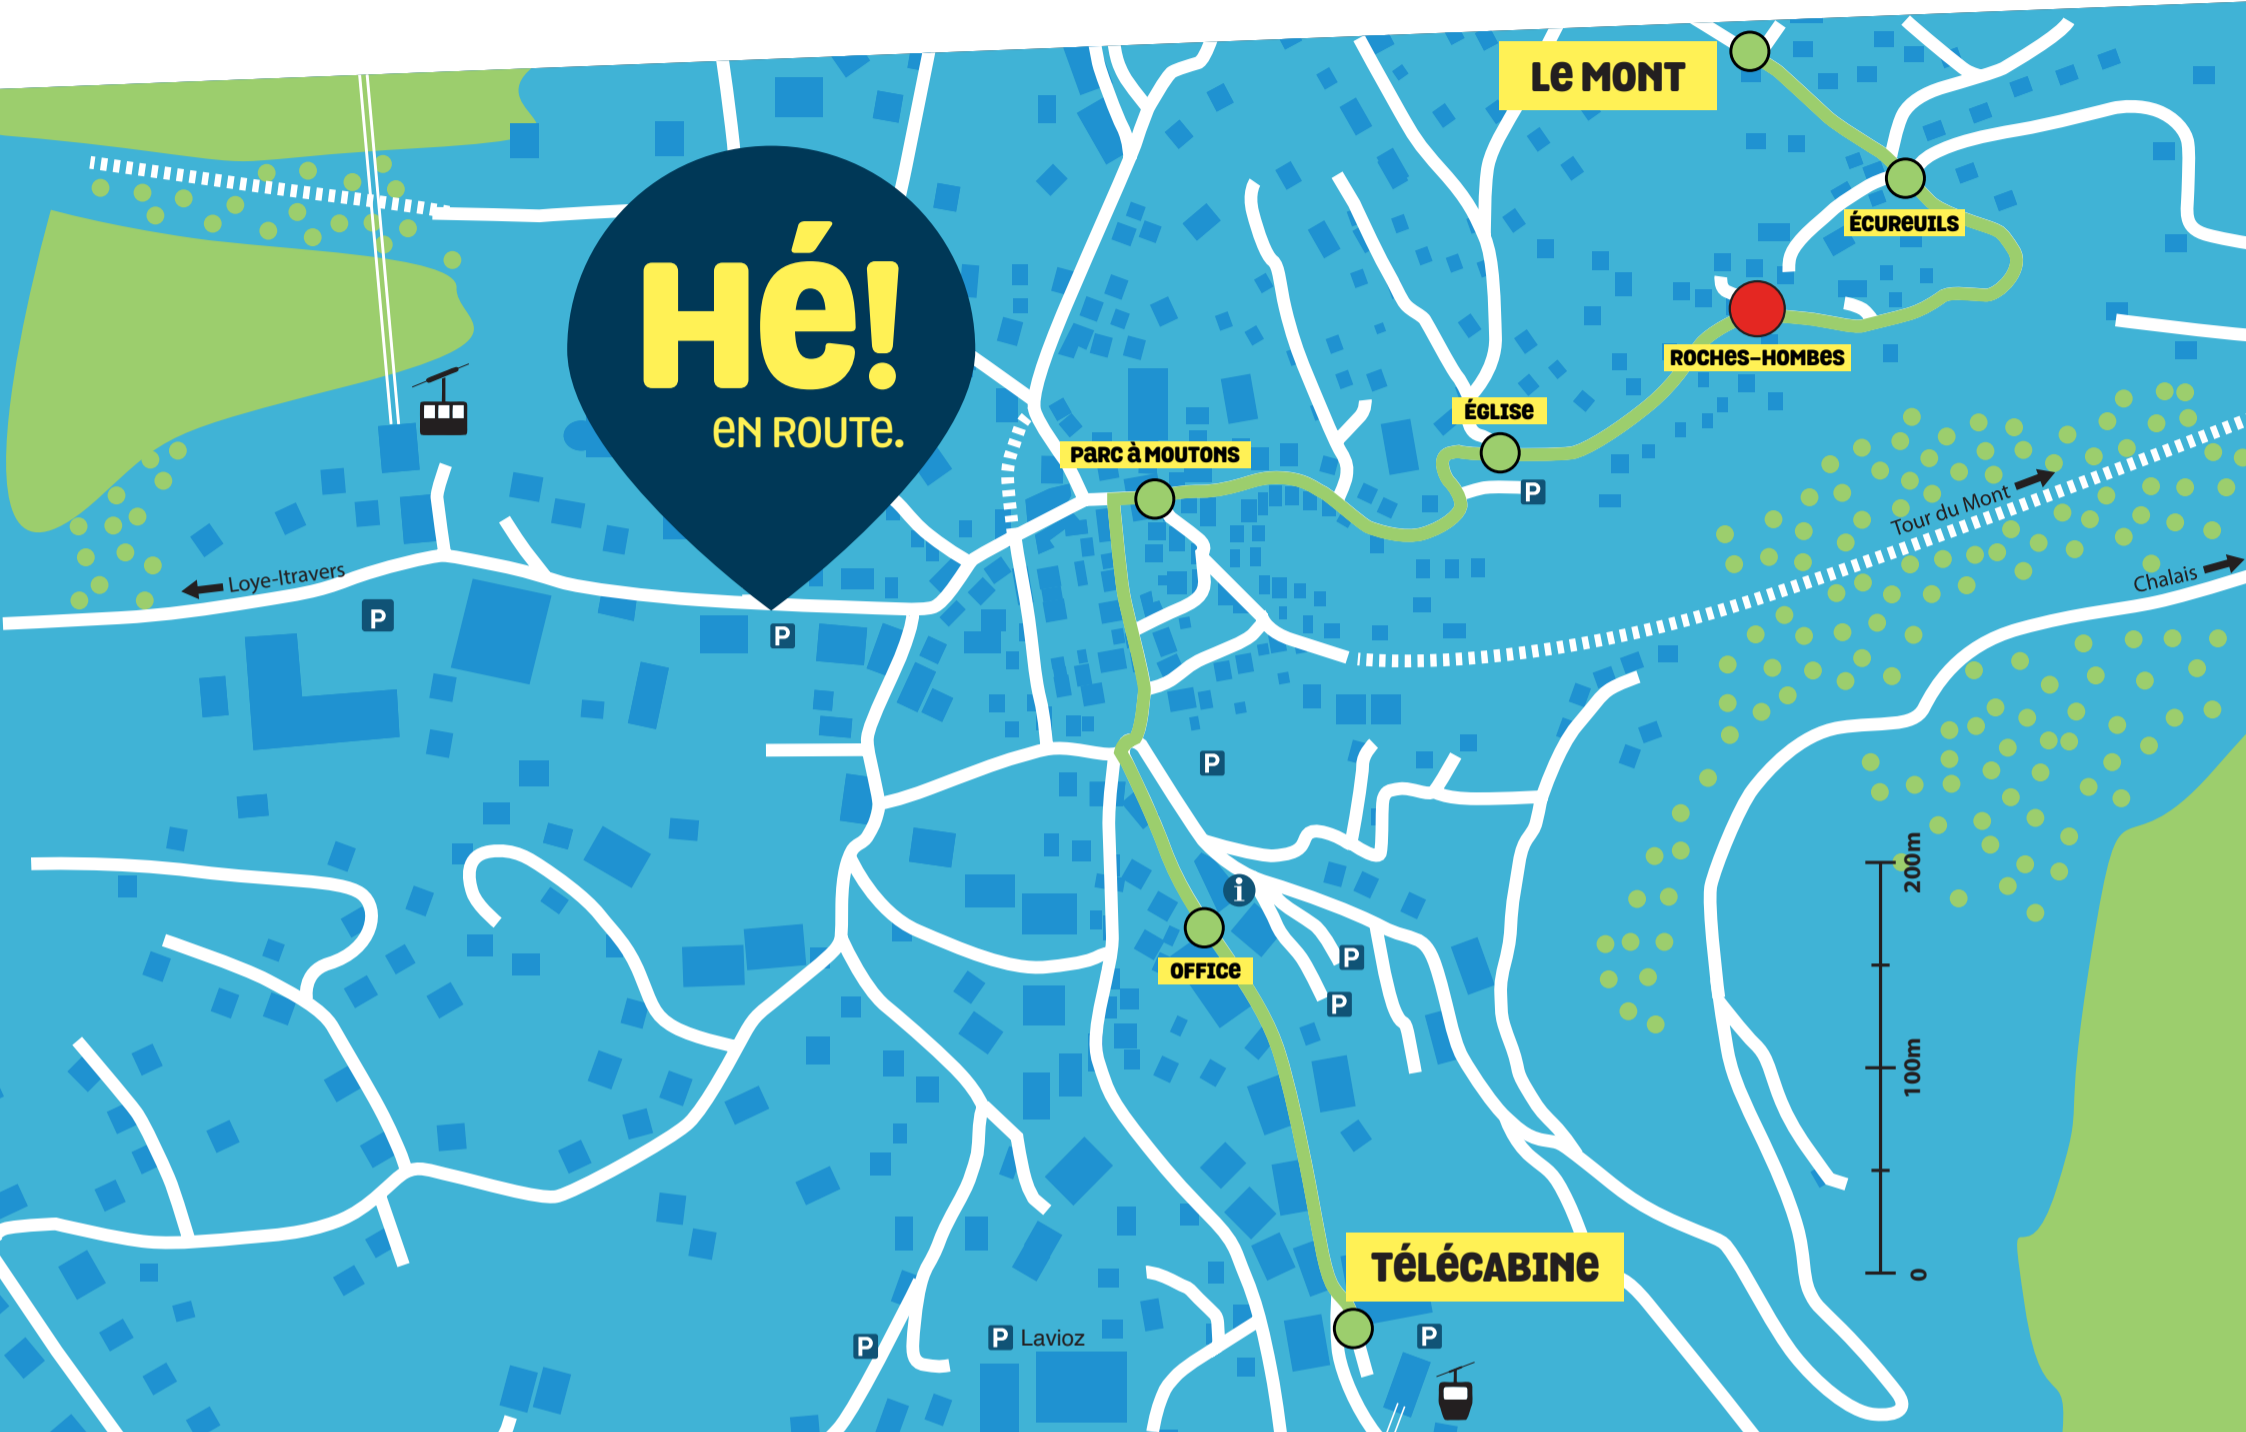 Le MONT
ÉCUREUILS
Hé!
EN ROUTE.
ROCHES-HOMBES
ÉGLISE
PARC à MOUTONS
P
Tour du Mont
Chalais
Loye-Itravers
P
P
P
i
OFFICE
P
P
200m
100m
0
TÉLÉCABINE
P
P
P Lavioz